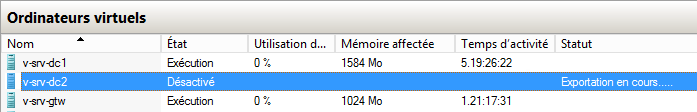 Ordinateurs virtuels
Nom État Utilisation d... Mémoire affectée Temps d'activité Statut
v-srv-dc1 Exécution 0 % 1584 Mo 5.19:26:22
v-srv-dc2 Désactivé Exportation en cours.....
v-srv-gtw Exécution 0 % 1024 Mo 1.21:17:31